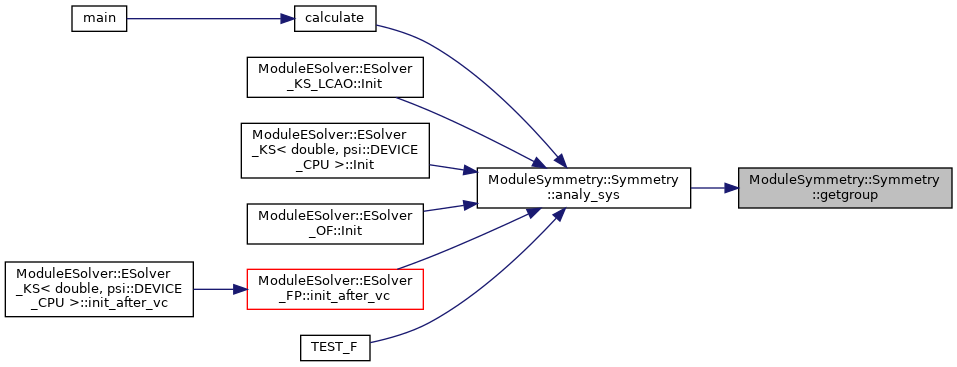 main
calculate
ModuleESolver::ESolver
_KS_LCAO::Init
ModuleESolver::ESolver
_KS< double, psi::DEVICE
_CPU >::Init
ModuleSymmetry::Symmetry
::analy_sys
ModuleSymmetry::Symmetry
::getgroup
ModuleESolver::ESolver
_OF::Init
ModuleESolver::ESolver
_KS< double, psi::DEVICE
_CPU >::init_after_vc
ModuleESolver::ESolver
_FP::init_after_vc
TEST_F